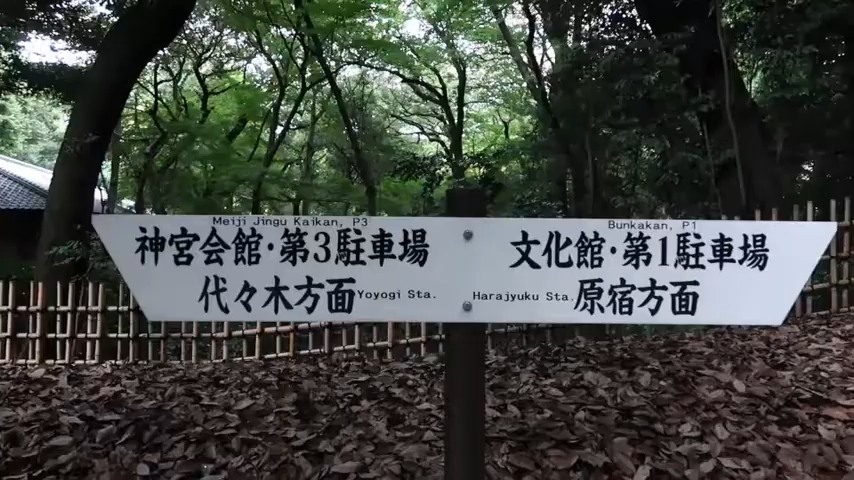 Meiji Jingu Kaikan, P3
神宮会館・第3駐車場
代々木方面 Yoyogi Sta.
Bunkakan, P1
文化館・第1駐車場
Harajyuku Sta. 原宿方面